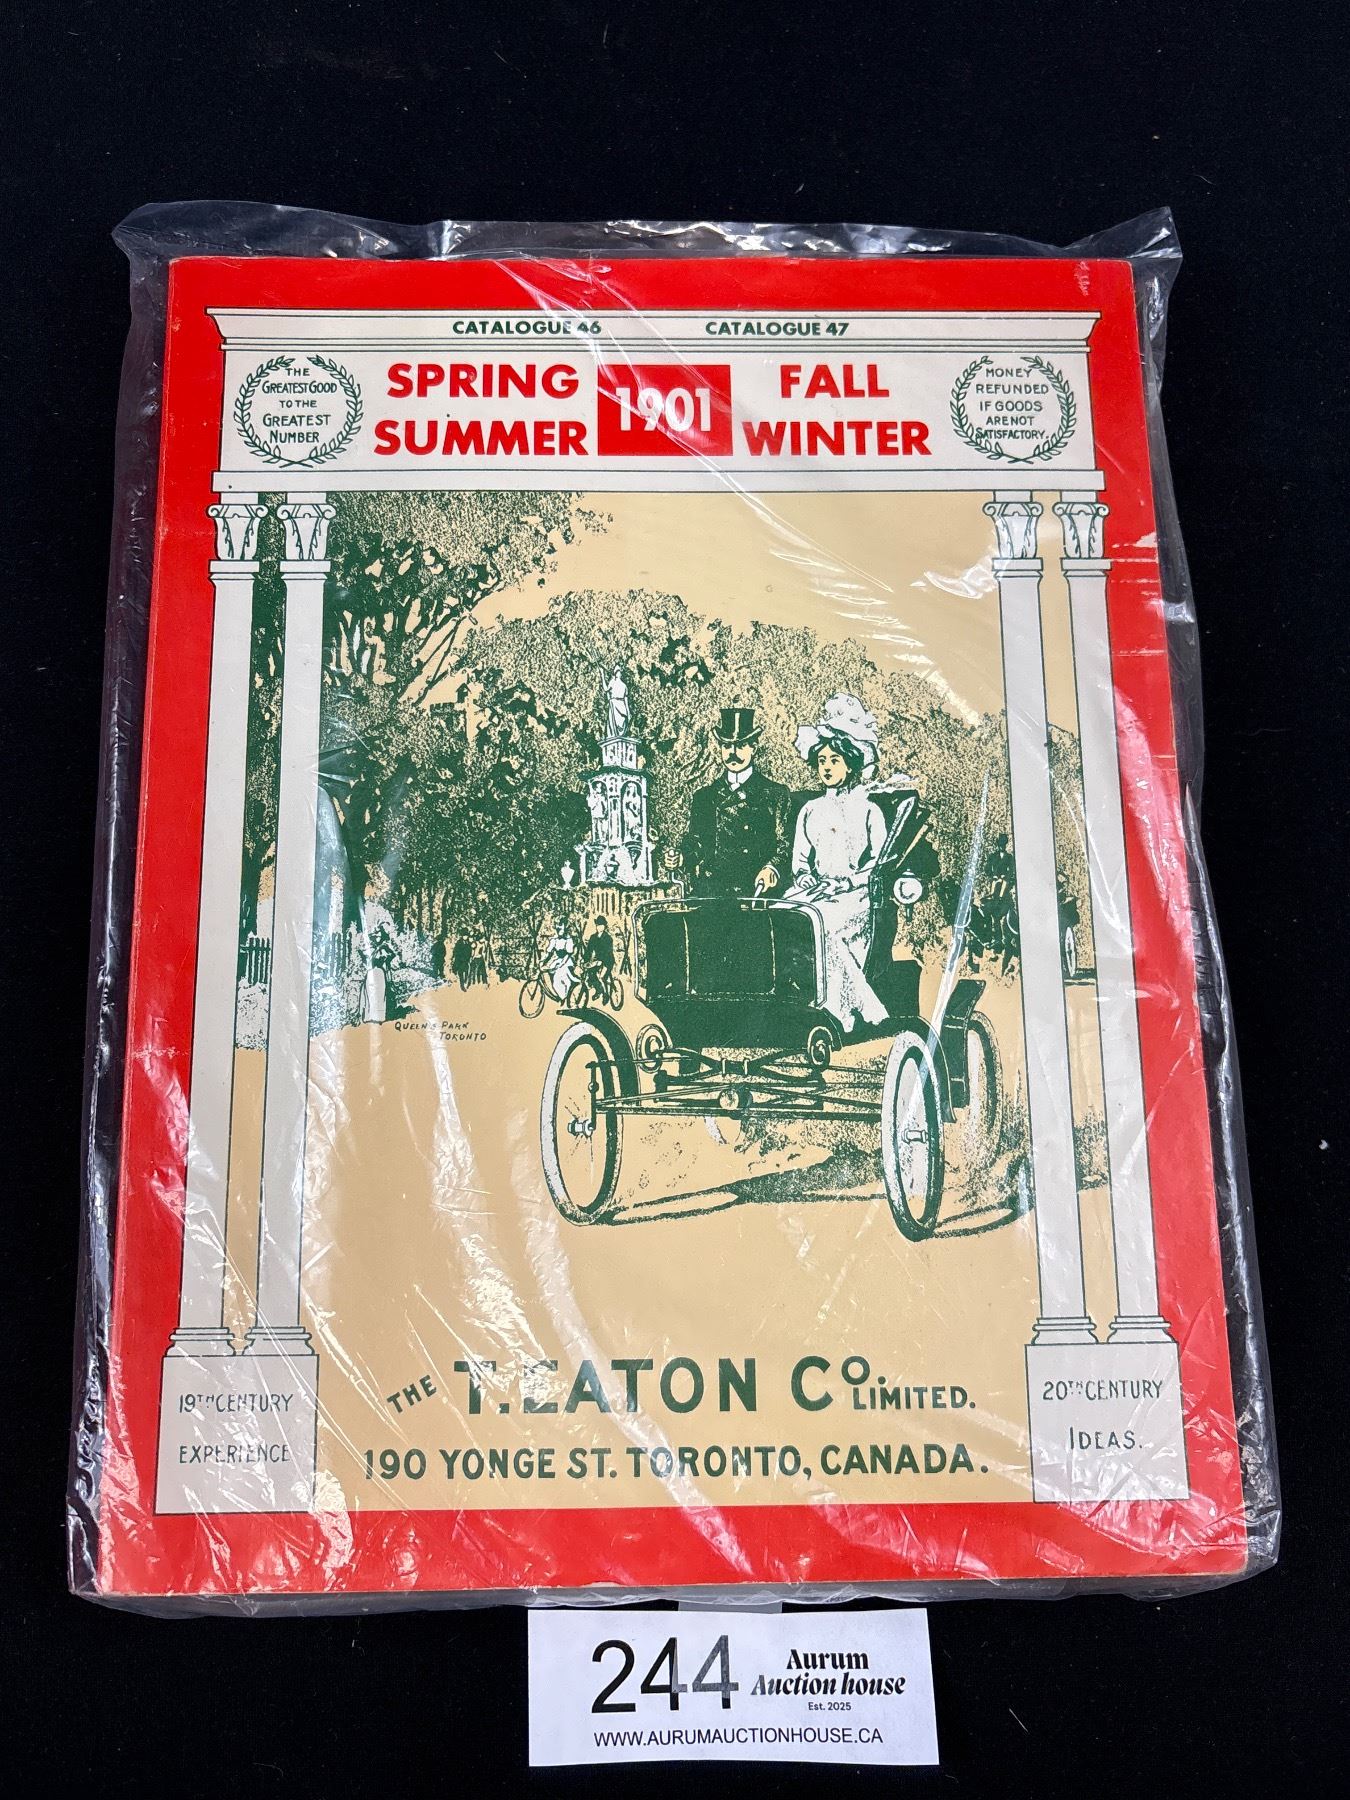 CATALOGUE 46 CATALOGUE 47
THE
GREATEST GOOD
TO THE
GREATEST
NUMBER
SPRING
SUMMER
1901
FALL
WINTER
MONEY
REFUNDED
IF GOODS
ARE NOT
SATISFACTORY.
QUEEN'S PARK
TORONTO
THE T. EATON CO. LIMITED.
190 YONGE ST. TORONTO, CANADA.
19TH CENTURY
EXPERIENCE
20TH CENTURY
IDEAS.
244
Aurum
Auction house
Est. 2025
WWW.AURUMAUCTIONHOUSE.CA